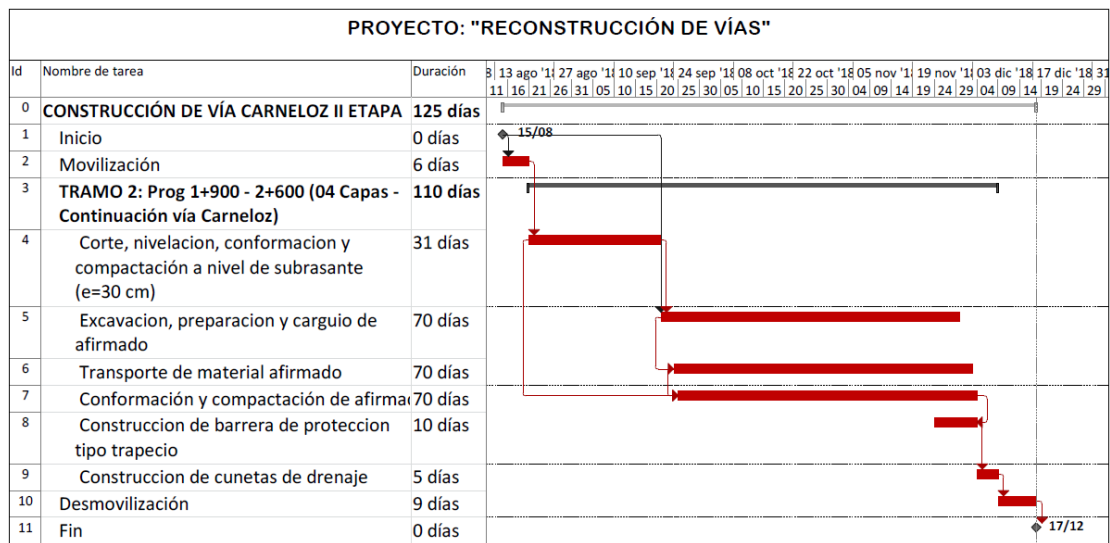 PROYECTO: "RECONSTRUCCIÓN DE VÍAS"
Id Nombre de tarea Duración 8 13 ago '18 27 ago '18 10 sep '18 24 sep '18 08 oct '18 22 oct '18 05 nov '18 19 nov '18 03 dic '18 17 dic '18 31
11 16 21 26 31 05 10 15 20 25 30 05 10 15 20 25 30 04 09 14 19 24 29 04 09 14 19 24 29
0 CONSTRUCCIÓN DE VÍA CARNELOZ II ETAPA 125 días
1 Inicio 0 días 15/08
2 Movilización 6 días
3 TRAMO 2: Prog 1+900 - 2+600 (04 Capas - 110 días
Continuación vía Carneloz)
4 Corte, nivelacion, conformacion y 31 días
compactación a nivel de subrasante
(e=30 cm)
5 Excavacion, preparacion y carguio de 70 días
afirmado
6 Transporte de material afirmado 70 días
7 Conformación y compactación de afirma 70 días
8 Construccion de barrera de proteccion 10 días
tipo trapecio
9 Construccion de cunetas de drenaje 5 días
10 Desmovilización 9 días
11 Fin 0 días 17/12